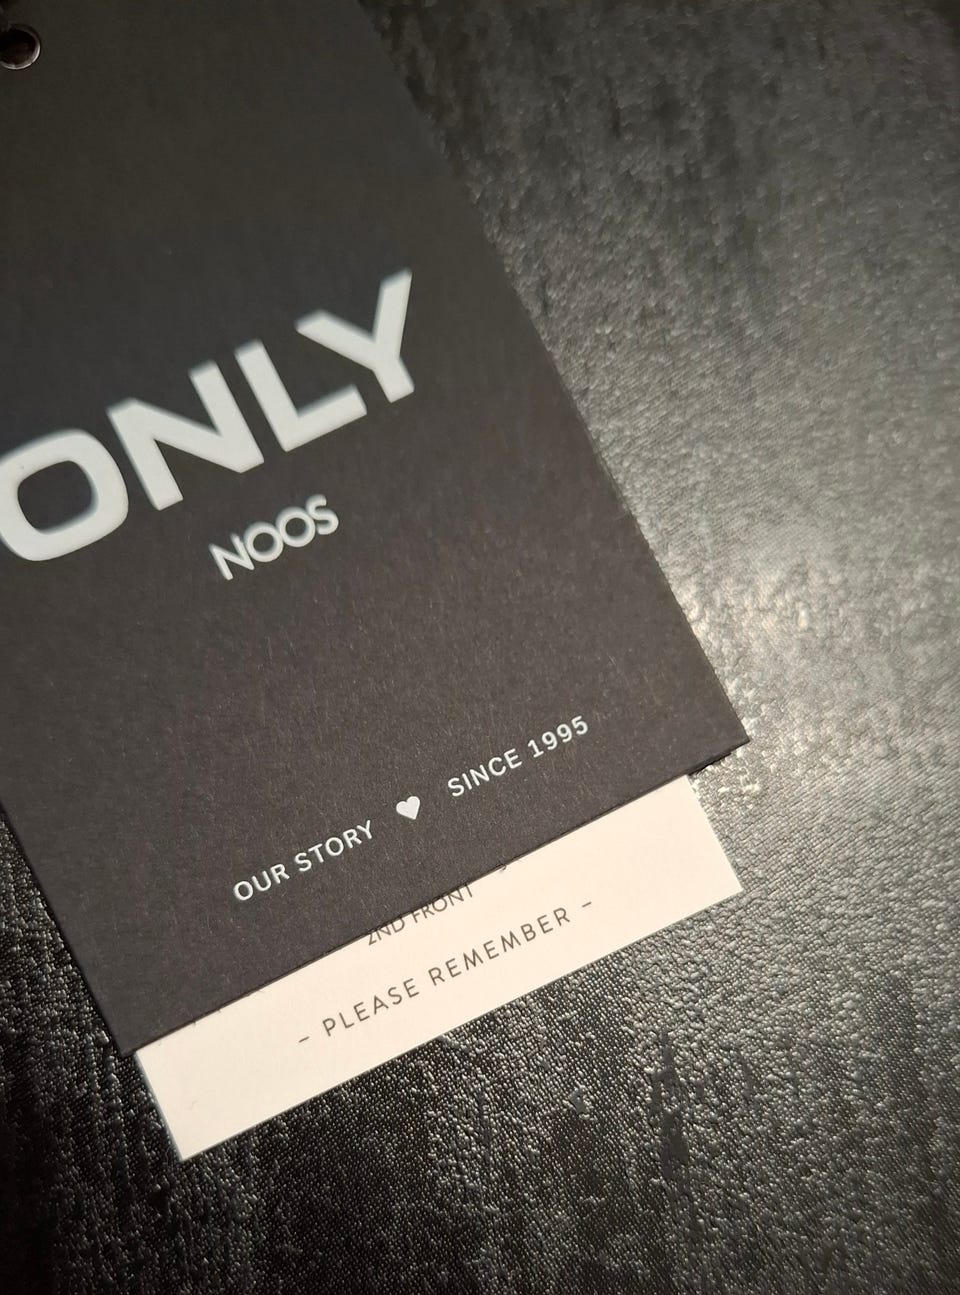 ONLY
NOOS
OUR STORY ♥ SINCE 1995
2ND FRONT
- PLEASE REMEMBER -